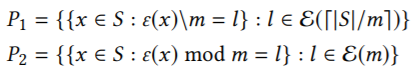 P₁ = {{x ∈ S : ε(x)\m = l} : l ∈ ℰ(⌈|S|/m⌉)}
P₂ = {{x ∈ S : ε(x) mod m = l} : l ∈ ℰ(m)}